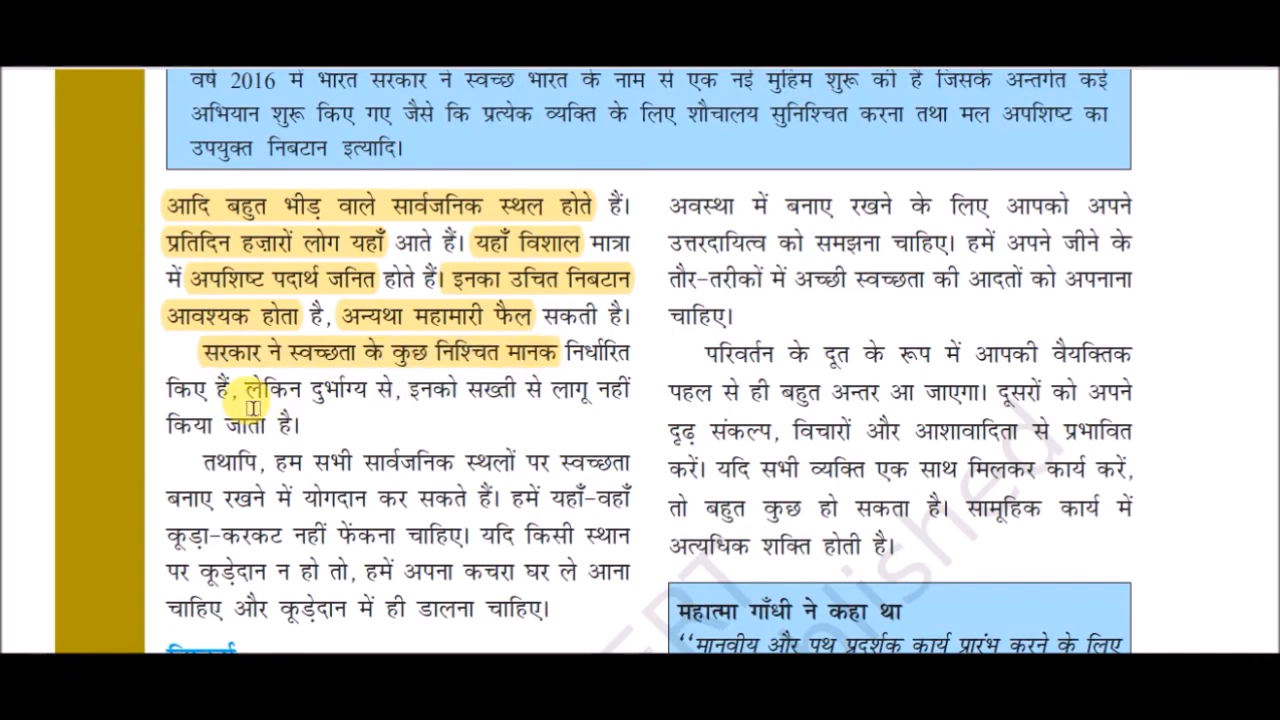 वर्ष 2016 में भारत सरकार ने स्वच्छ भारत के नाम से एक नई मुहिम शुरू की है जिसके अन्तर्गत कई
अभियान शुरू किए गए जैसे कि प्रत्येक व्यक्ति के लिए शौचालय सुनिश्चित करना तथा मल अपशिष्ट का
उपयुक्त निबटान इत्यादि।
आदि बहुत भीड़ वाले सार्वजनिक स्थल होते हैं।
प्रतिदिन हज़ारों लोग यहाँ आते हैं। यहाँ विशाल मात्रा
में अपशिष्ट पदार्थ जनित होते हैं। इनका उचित निबटान
आवश्यक होता है, अन्यथा महामारी फैल सकती है।
सरकार ने स्वच्छता के कुछ निश्चित मानक निर्धारित
किए हैं, लेकिन दुर्भाग्य से, इनको सख्ती से लागू नहीं
किया जाता है।
तथापि, हम सभी सार्वजनिक स्थलों पर स्वच्छता
बनाए रखने में योगदान कर सकते हैं। हमें यहाँ-वहाँ
कूड़ा-करकट नहीं फेंकना चाहिए। यदि किसी स्थान
पर कूड़ेदान न हो तो, हमें अपना कचरा घर ले आना
चाहिए और कूड़ेदान में ही डालना चाहिए।
अवस्था में बनाए रखने के लिए आपको अपने
उत्तरदायित्व को समझना चाहिए। हमें अपने जीने के
तौर-तरीकों में अच्छी स्वच्छता की आदतों को अपनाना
चाहिए।
परिवर्तन के दूत के रूप में आपकी वैयक्तिक
पहल से ही बहुत अन्तर आ जाएगा। दूसरों को अपने
दृढ़ संकल्प, विचारों और आशावादिता से प्रभावित
करें। यदि सभी व्यक्ति एक साथ मिलकर कार्य करें,
तो बहुत कुछ हो सकता है। सामूहिक कार्य में
अत्यधिक शक्ति होती है।
महात्मा गाँधी ने कहा था
‘‘मानवीय और पथ प्रदर्शक कार्य प्रारंभ करने के लिए